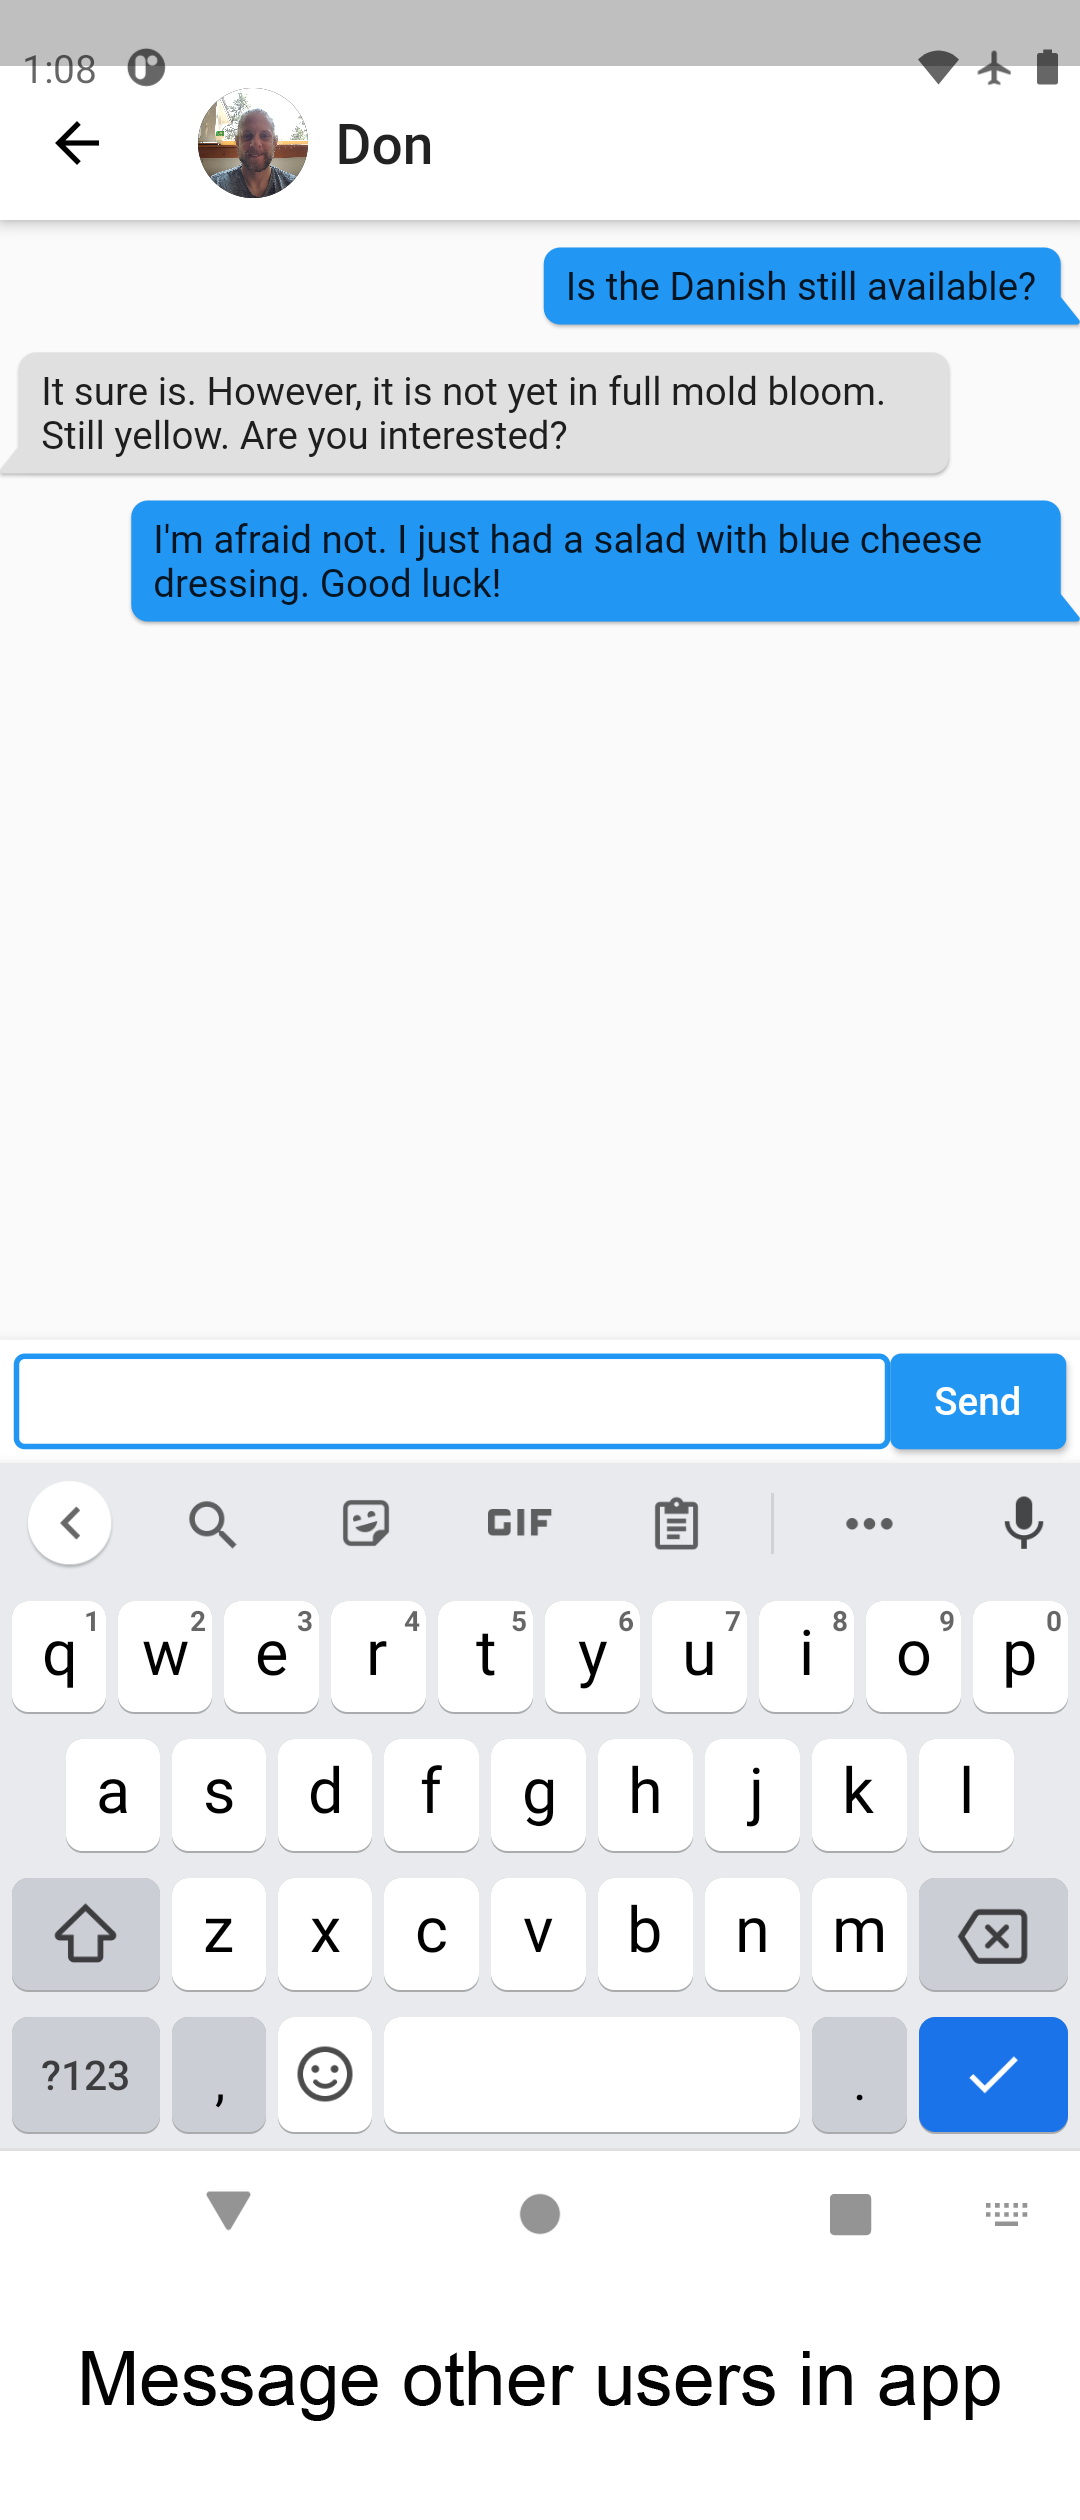 1:08
Don
Is the Danish still available?
It sure is. However, it is not yet in full mold bloom.
Still yellow. Are you interested?
I'm afraid not. I just had a salad with blue cheese
dressing. Good luck!
Send
GIF
1 2 3 4 5 6 7 8 9 0
q w e r t y u i o p
a s d f g h j k l
z x c v b n m
?123 , .
Message other users in app